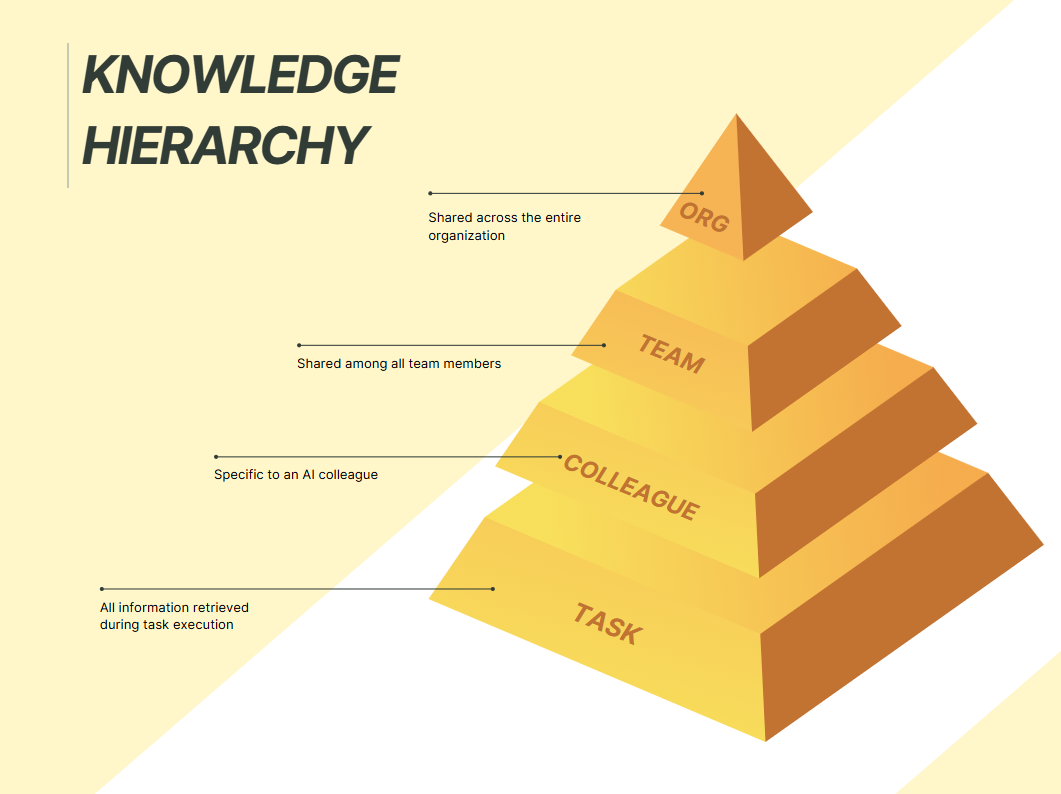 KNOWLEDGE
HIERARCHY
ORG
Shared across the entire
organization
TEAM
Shared among all team members
COLLEAGUE
Specific to an AI colleague
TASK
All information retrieved
during task execution